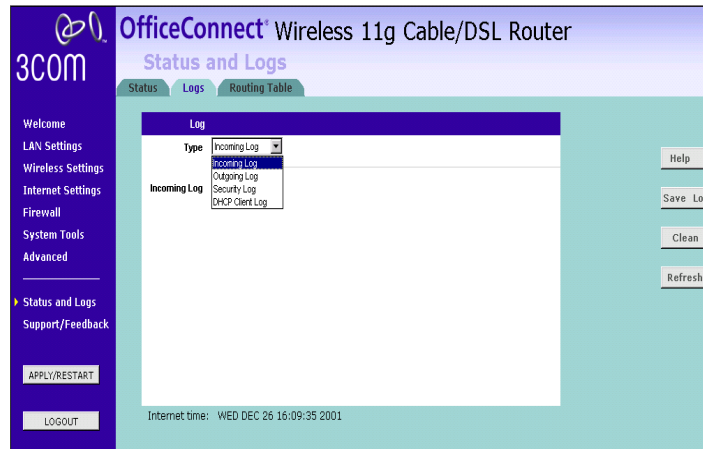 3COM
OfficeConnect® Wireless 11g Cable/DSL Router
Status and Logs
Status Logs Routing Table
Welcome
LAN Settings
Wireless Settings
Internet Settings
Firewall
System Tools
Advanced
Status and Logs
Support/Feedback
APPLY/RESTART
LOGOUT
Log
Type Incoming Log
Incoming Log
Outgoing Log
Security Log
DHCP Client Log
Incoming Log
Internet time: WED DEC 26 16:09:35 2001
Help
Save Lo
Clean
Refresh